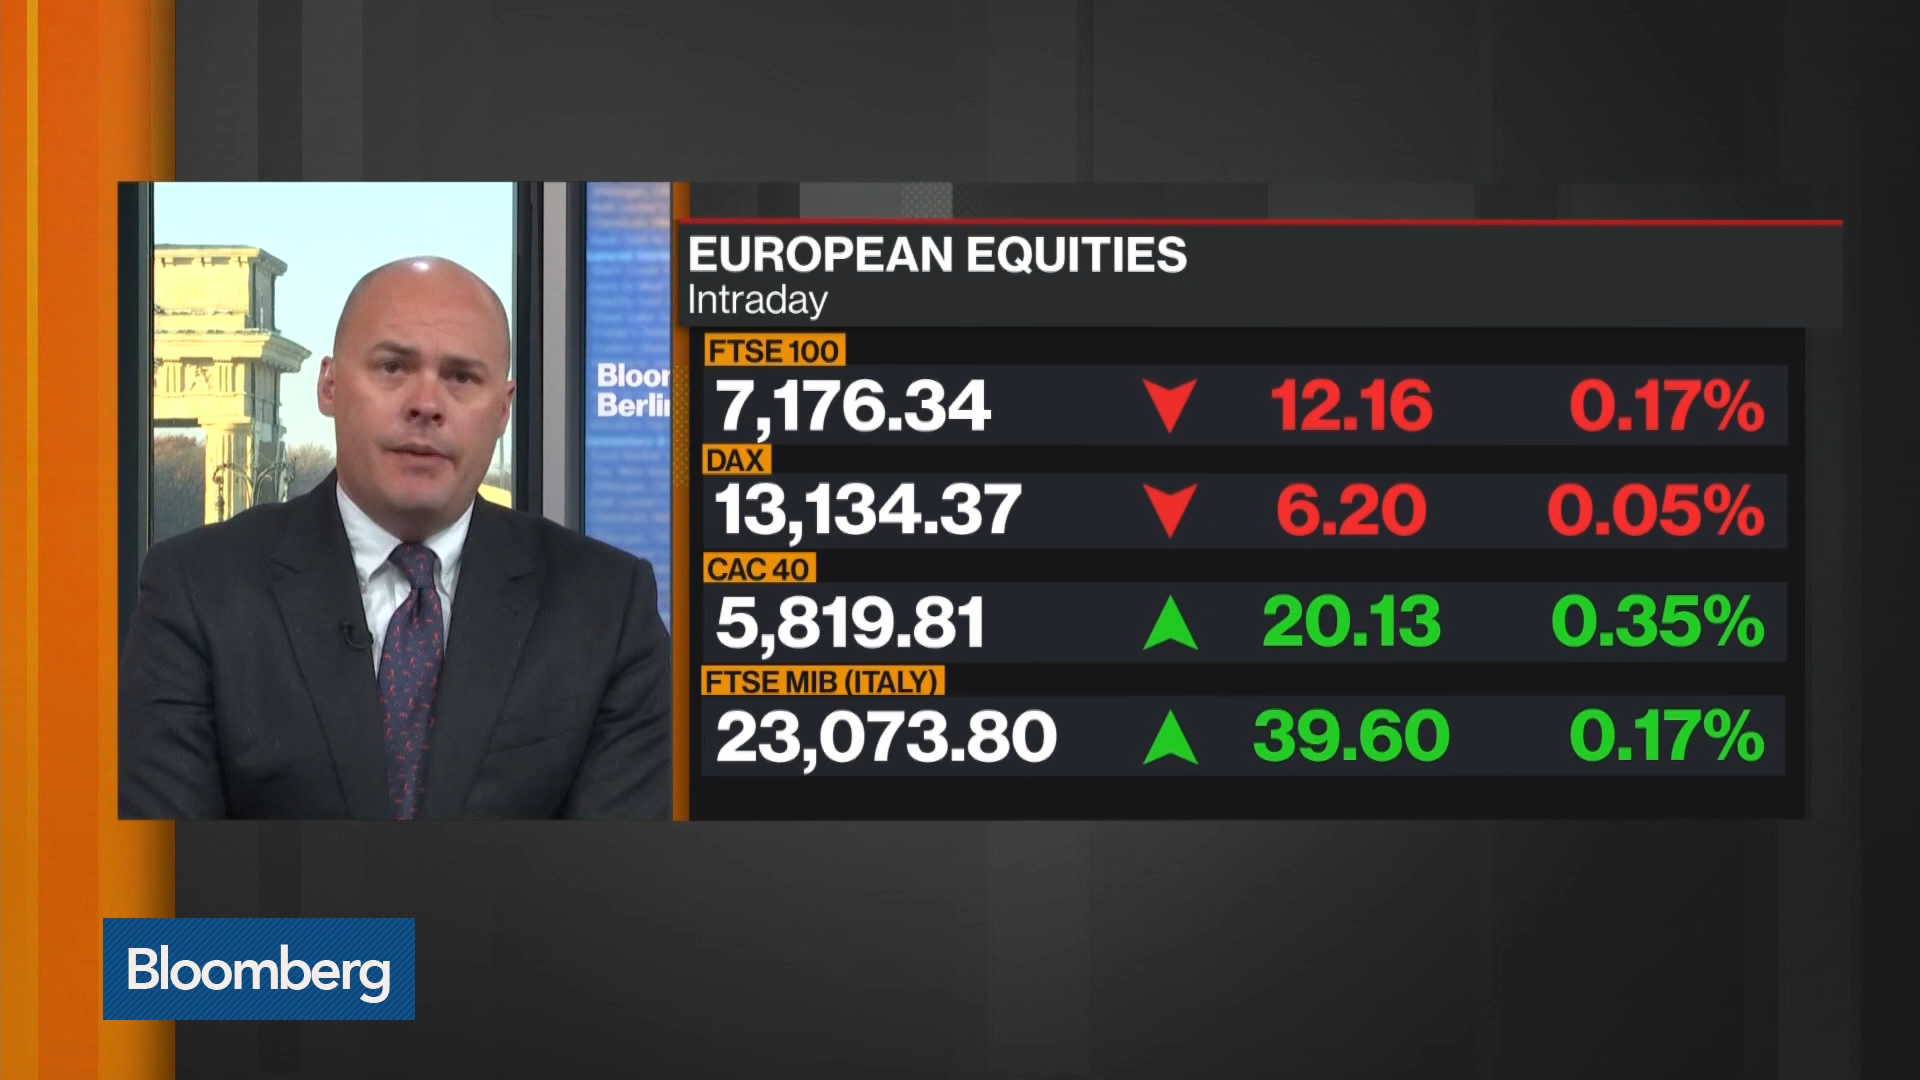 EUROPEAN EQUITIES
Intraday
FTSE 100
7,176.34 12.16 0.17%
DAX
13,134.37 6.20 0.05%
CAC 40
5,819.81 20.13 0.35%
FTSE MIB (ITALY)
23,073.80 39.60 0.17%
Bloom
Berlin
Bloomberg